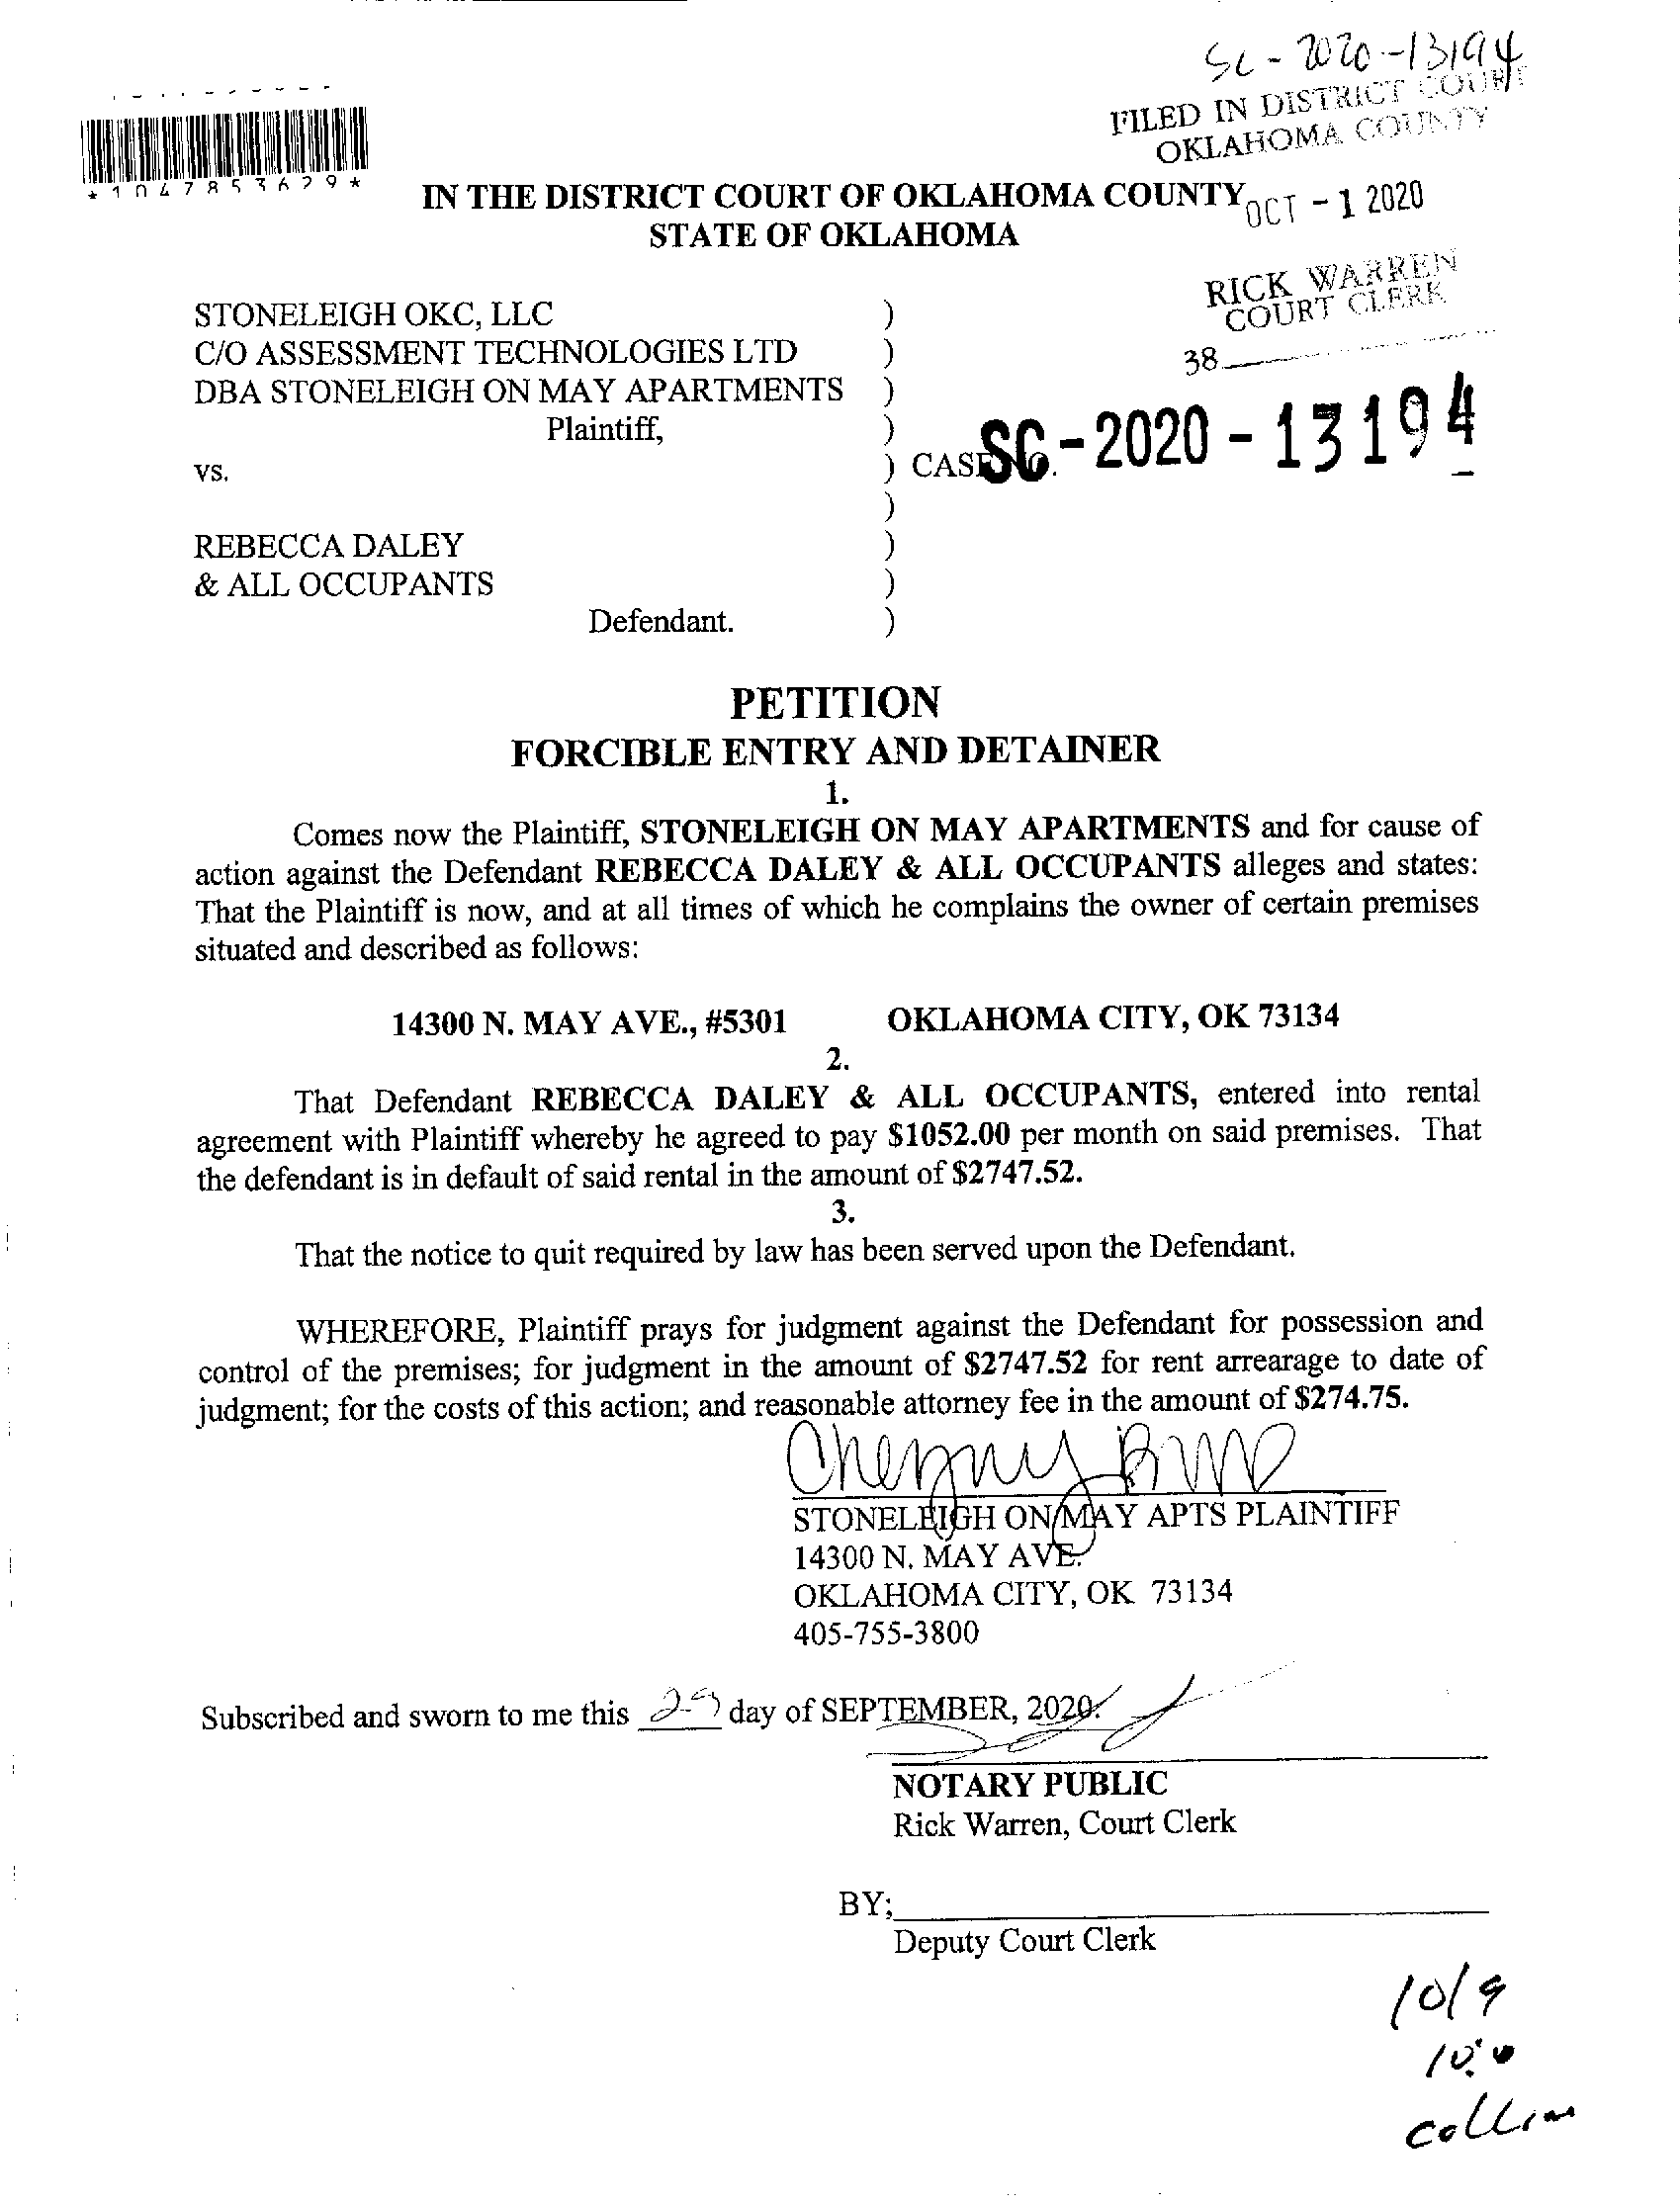 SC-2020-13194
FILED IN DISTRICT COURT
OKLAHOMA COUNTY
*1047853629*
IN THE DISTRICT COURT OF OKLAHOMA COUNTY
OCT - 1 2020
STATE OF OKLAHOMA
RICK WARREN
COURT CLERK
38
STONELEIGH OKC, LLC )
C/O ASSESSMENT TECHNOLOGIES LTD )
DBA STONELEIGH ON MAY APARTMENTS )
Plaintiff, )
vs. ) CASE NO. SC-2020-13194
)
REBECCA DALEY )
& ALL OCCUPANTS )
Defendant. )
PETITION
FORCIBLE ENTRY AND DETAINER
1.
Comes now the Plaintiff, STONELEIGH ON MAY APARTMENTS and for cause of
action against the Defendant REBECCA DALEY & ALL OCCUPANTS alleges and states:
That the Plaintiff is now, and at all times of which he complains the owner of certain premises
situated and described as follows:
14300 N. MAY AVE., #5301 OKLAHOMA CITY, OK 73134
2.
That Defendant REBECCA DALEY & ALL OCCUPANTS, entered into rental
agreement with Plaintiff whereby he agreed to pay $1052.00 per month on said premises. That
the defendant is in default of said rental in the amount of $2747.52.
3.
That the notice to quit required by law has been served upon the Defendant.
WHEREFORE, Plaintiff prays for judgment against the Defendant for possession and
control of the premises; for judgment in the amount of $2747.52 for rent arrearage to date of
judgment; for the costs of this action; and reasonable attorney fee in the amount of $274.75.
STONELEIGH ON MAY APTS PLAINTIFF
14300 N. MAY AVE.
OKLAHOMA CITY, OK 73134
405-755-3800
Subscribed and sworn to me this 29 day of SEPTEMBER, 2020.
NOTARY PUBLIC
Rick Warren, Court Clerk
BY;
Deputy Court Clerk
10/9
10:0
Collins